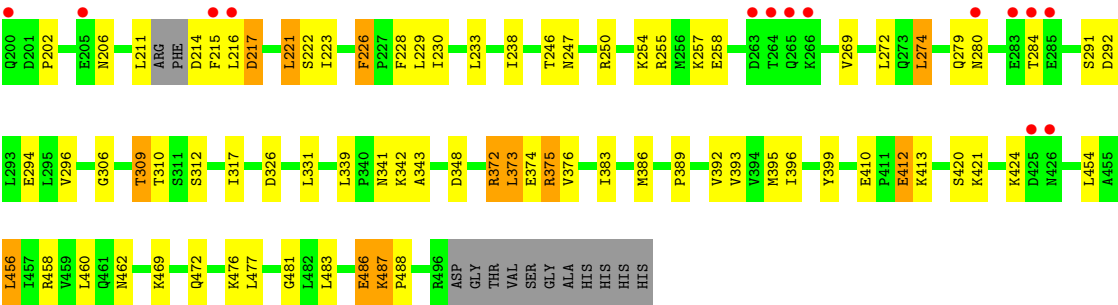 Q200 D201 P202 E205 N206 L211 ARG PHE D214 F215 L216 D217 L221 S222 I223 F226 P227 F228 L229 I230 L233 I238 T246 N247 R250 K254 R255 M256 K257 E258 D263 T264 Q265 K266 V269 L272 Q273 L274 Q279 N280 E283 T284 E285 S291 D292
L293 E294 L295 V296 G306 T309 T310 S311 S312 I317 D326 L331 L339 P340 N341 K342 A343 D348 R372 L373 E374 R375 V376 I383 M386 P389 V392 V393 V394 M395 I396 Y399 E410 P411 E412 K413 S420 K421 K424 D425 N426 L454 A455
L456 I457 R458 V459 L460 Q461 N462 K469 Q472 K476 L477 G481 L482 L483 E486 K487 P488 R496 ASP GLY THR VAL SER GLY ALA HIS HIS HIS HIS